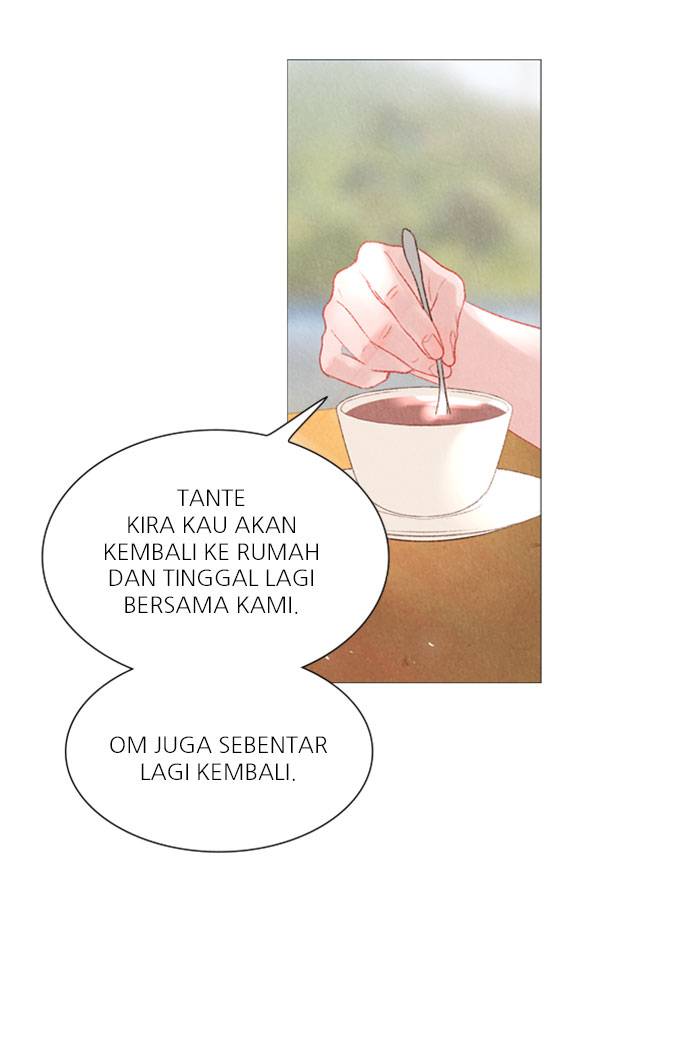 TANTE
KIRA KAU AKAN
KEMBALI KE RUMAH
DAN TINGGAL LAGI
BERSAMA KAMI.
OM JUGA SEBENTAR
LAGI KEMBALI.